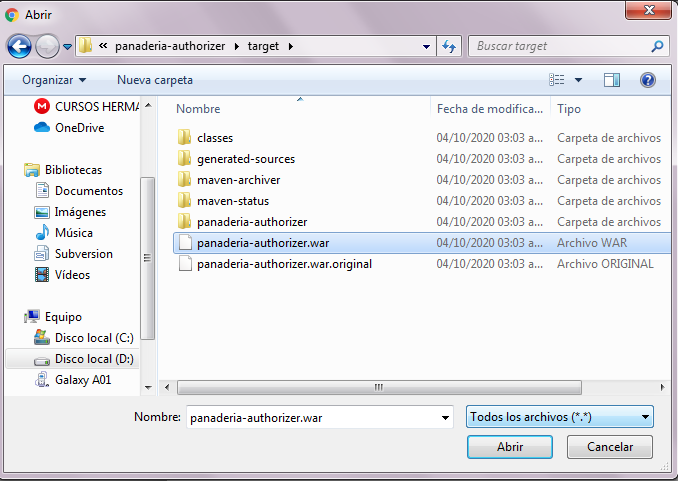 Abrir
« panaderia-authorizer target
Buscar target
Organizar Nueva carpeta
Nombre Fecha de modifica... Tipo
CURSOS HERMA
OneDrive
Bibliotecas
Documentos
Imágenes
Música
Subversion
Vídeos
Equipo
Disco local (C:)
Disco local (D:)
Galaxy A01
classes 04/10/2020 03:03 a... Carpeta de archivos
generated-sources 04/10/2020 03:03 a... Carpeta de archivos
maven-archiver 04/10/2020 03:03 a... Carpeta de archivos
maven-status 04/10/2020 03:03 a... Carpeta de archivos
panaderia-authorizer 04/10/2020 03:03 a... Carpeta de archivos
panaderia-authorizer.war 04/10/2020 03:03 a... Archivo WAR
panaderia-authorizer.war.original 04/10/2020 03:03 a... Archivo ORIGINAL
Nombre: panaderia-authorizer.war Todos los archivos (*.*)
Abrir Cancelar